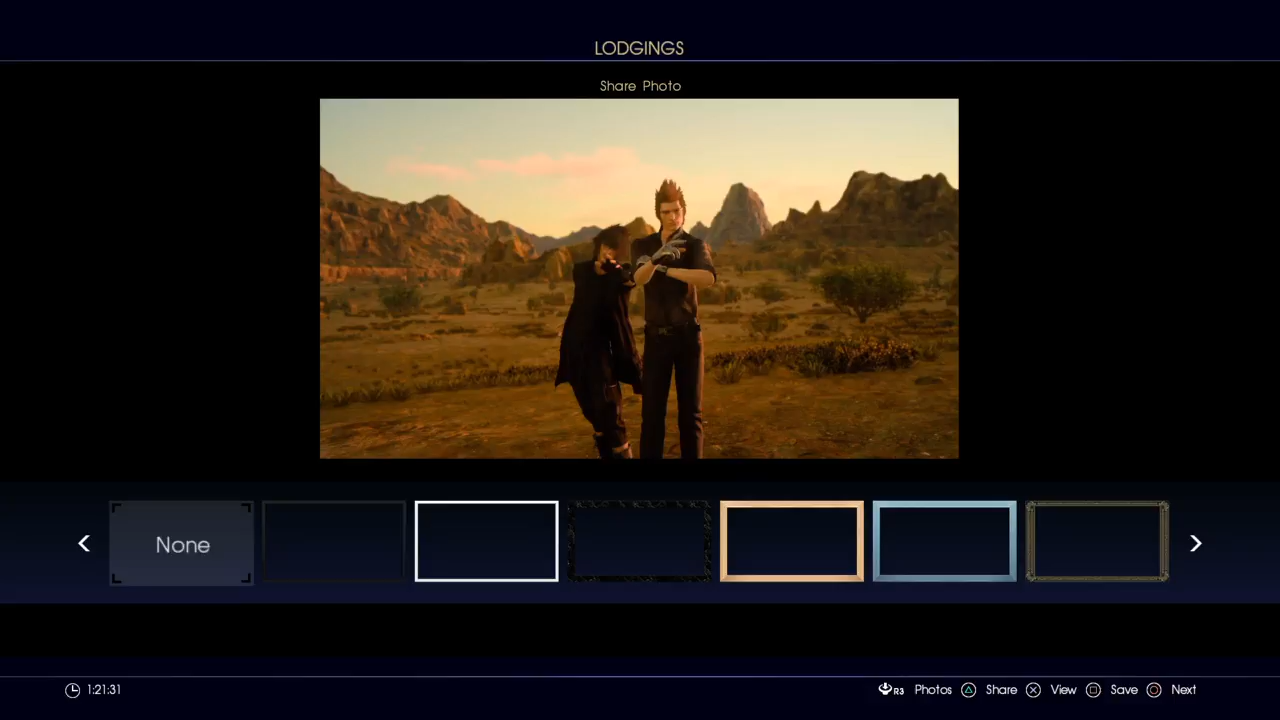 LODGINGS
Share Photo
None
1:21:31
R3 Photos Share View Save Next